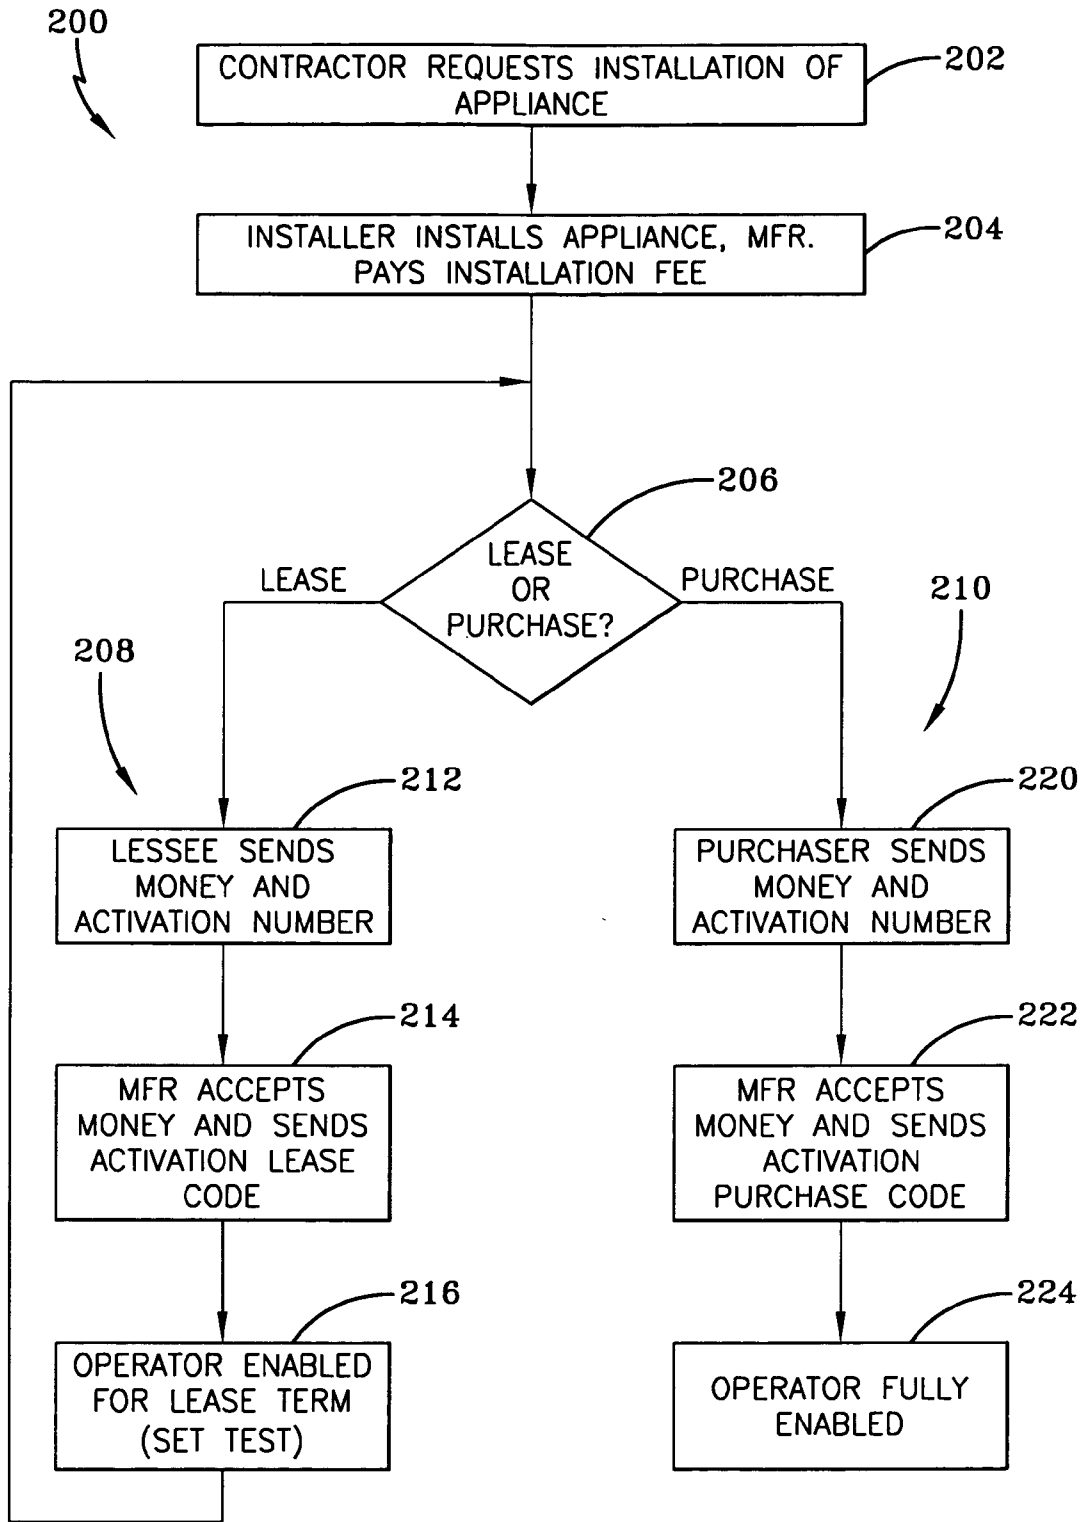 200
CONTRACTOR REQUESTS INSTALLATION OF
APPLIANCE
202
INSTALLER INSTALLS APPLIANCE, MFR.
PAYS INSTALLATION FEE
204
206
LEASE
OR
PURCHASE?
LEASE
PURCHASE
208
210
212
LESSEE SENDS
MONEY AND
ACTIVATION NUMBER
220
PURCHASER SENDS
MONEY AND
ACTIVATION NUMBER
214
MFR ACCEPTS
MONEY AND SENDS
ACTIVATION LEASE
CODE
222
MFR ACCEPTS
MONEY AND SENDS
ACTIVATION
PURCHASE CODE
216
OPERATOR ENABLED
FOR LEASE TERM
(SET TEST)
224
OPERATOR FULLY
ENABLED